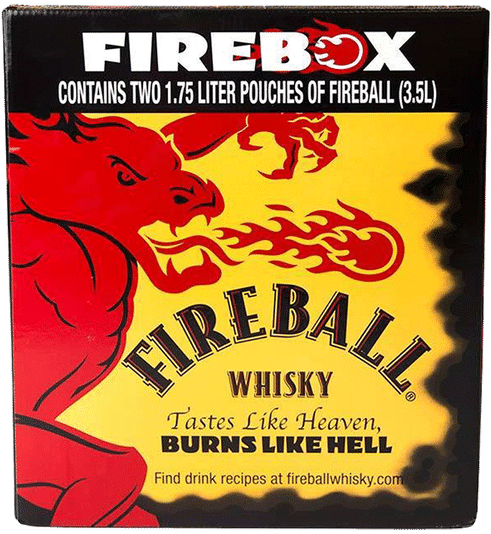 FIREBOX
CONTAINS TWO 1.75 LITER POUCHES OF FIREBALL (3.5L)
FIREBALL®
WHISKY
Tastes Like Heaven,
BURNS LIKE HELL
Find drink recipes at fireballwhisky.com